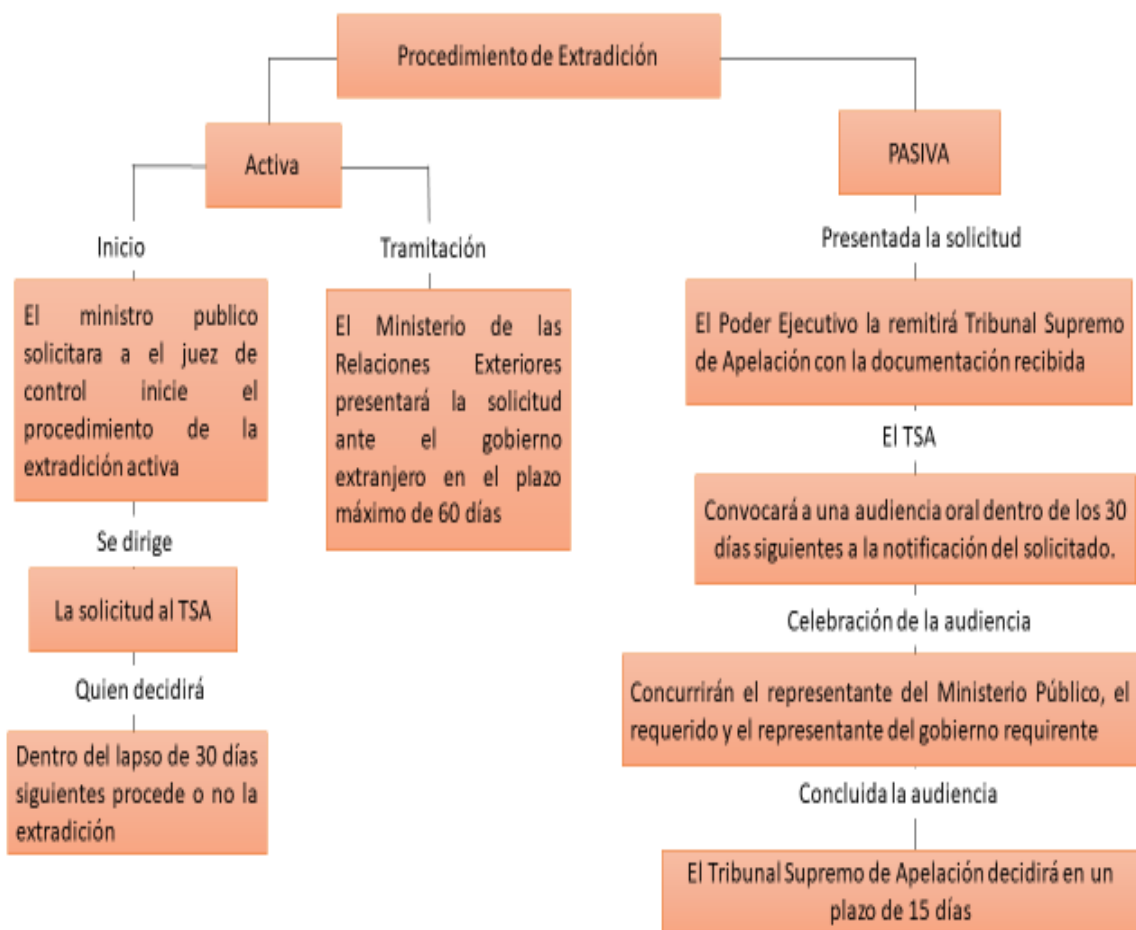 Procedimiento de Extradición
Activa
Inicio
El ministro publico
solicitara a el juez de
control inicie el
procedimiento de la
extradición activa
Se dirige
La solicitud al TSA
Quien decidirá
Dentro del lapso de 30 días
siguientes procede o no la
extradición
Tramitación
El Ministerio de las
Relaciones Exteriores
presentará la solicitud
ante el gobierno
extranjero en el plazo
máximo de 60 días
PASIVA
Presentada la solicitud
El Poder Ejecutivo la remitirá Tribunal Supremo
de Apelación con la documentación recibida
El TSA
Convocará a una audiencia oral dentro de los 30
días siguientes a la notificación del solicitado.
Celebración de la audiencia
Concurrirán el representante del Ministerio Público, el
requerido y el representante del gobierno requirente
Concluida la audiencia
El Tribunal Supremo de Apelación decidirá en un
plazo de 15 días